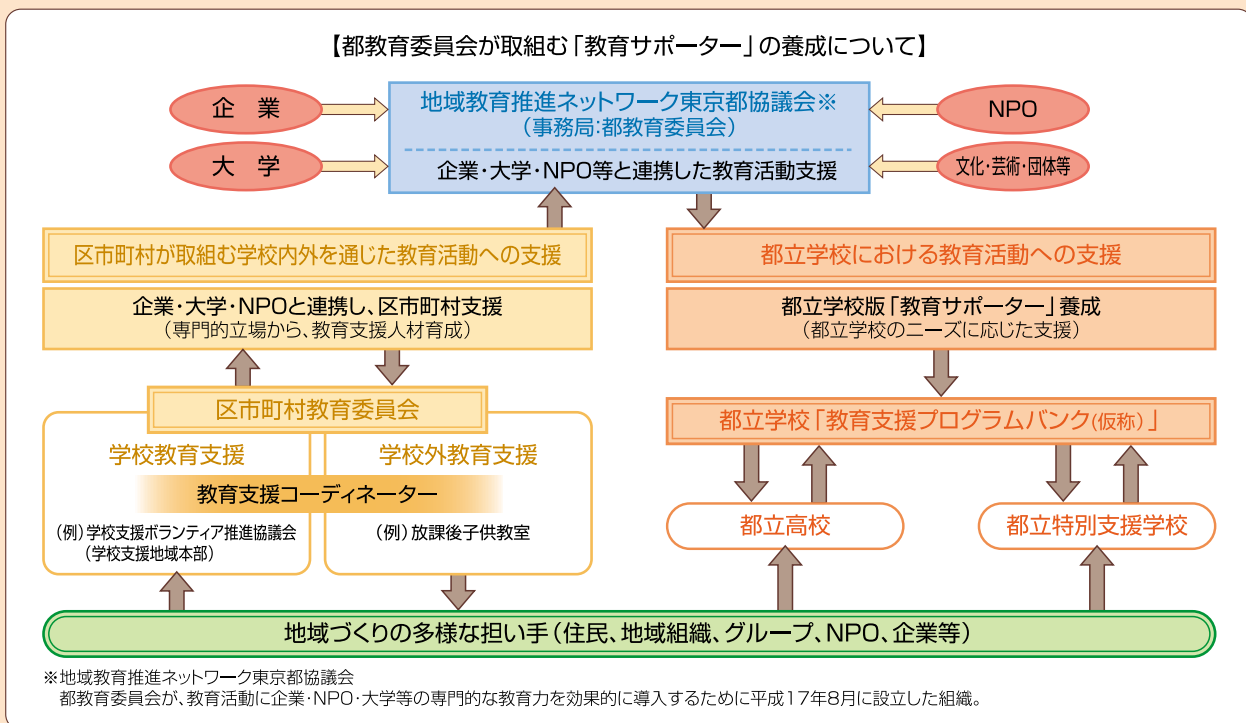 【都教育委員会が取組む「教育サポーター」の養成について】
企　業
大　学
地域教育推進ネットワーク東京都協議会※
（事務局：都教育委員会）
企業・大学・NPO等と連携した教育活動支援
NPO
文化・芸術・団体等
区市町村が取組む学校内外を通じた教育活動への支援
企業・大学・NPOと連携し、区市町村支援
（専門的立場から、教育支援人材育成）
都立学校における教育活動への支援
都立学校版「教育サポーター」養成
（都立学校のニーズに応じた支援）
区市町村教育委員会
学校教育支援
学校外教育支援
教育支援コーディネーター
（例）学校支援ボランティア推進協議会
（学校支援地域本部）
（例）放課後子供教室
都立学校「教育支援プログラムバンク（仮称）」
都立高校
都立特別支援学校
地域づくりの多様な担い手（住民、地域組織、グループ、NPO、企業等）
※地域教育推進ネットワーク東京都協議会
都教育委員会が、教育活動に企業・NPO・大学等の専門的な教育力を効果的に導入するために平成17年8月に設立した組織。